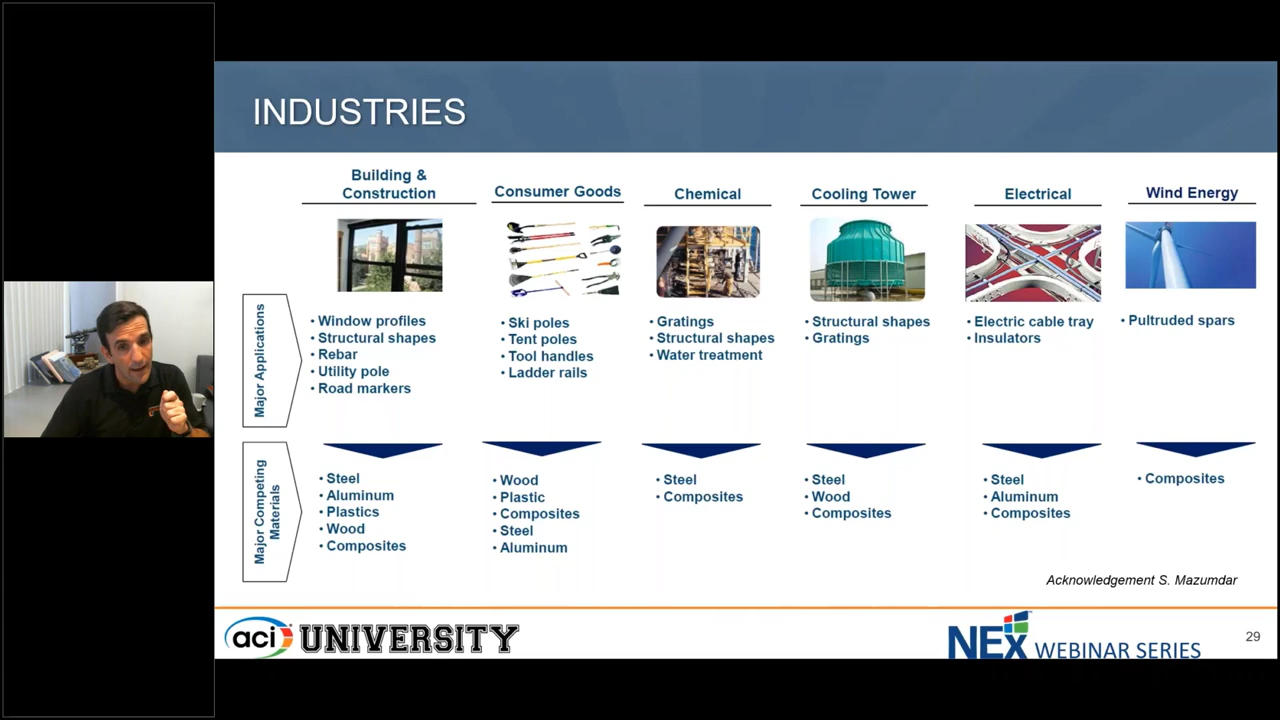 INDUSTRIES
Building &
Construction
Consumer Goods
Chemical
Cooling Tower
Electrical
Wind Energy
Major Applications
• Window profiles
• Structural shapes
• Rebar
• Utility pole
• Road markers
• Ski poles
• Tent poles
• Tool handles
• Ladder rails
• Gratings
• Structural shapes
• Water treatment
• Structural shapes
• Gratings
• Electric cable tray
• Insulators
• Pultruded spars
Major Competing
Materials
• Steel
• Aluminum
• Plastics
• Wood
• Composites
• Wood
• Plastic
• Composites
• Steel
• Aluminum
• Steel
• Composites
• Steel
• Wood
• Composites
• Steel
• Aluminum
• Composites
• Composites
Acknowledgement S. Mazumdar
aci UNIVERSITY
NEX WEBINAR SERIES
29